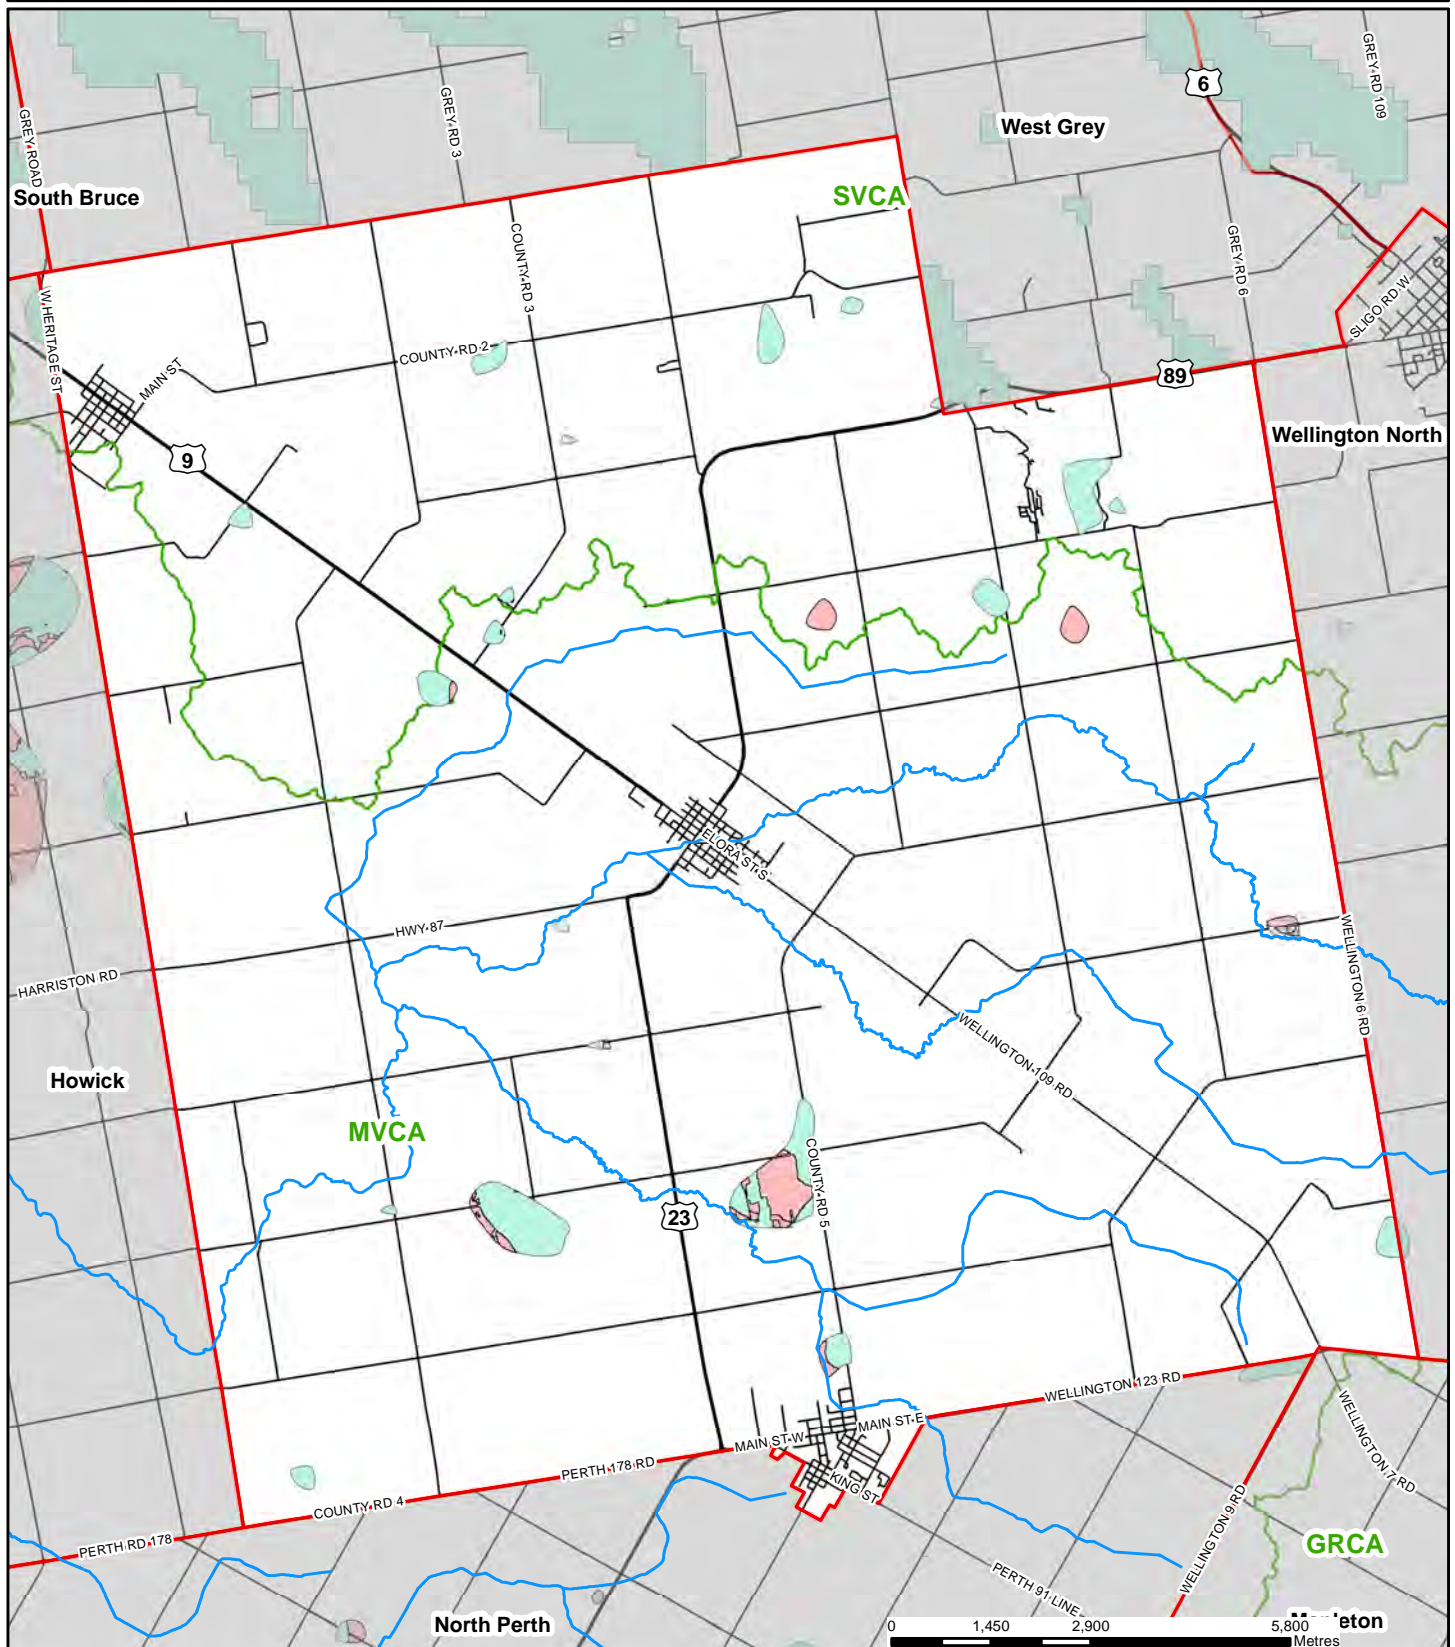 GREY RD 109
6
GREY RD 3
GREY ROAD
West Grey
South Bruce
SVCA
COUNTY RD 3
GREY RD 6
W HERITAGE ST
SLIGO RD W
COUNTY RD 2
MAIN ST
89
Wellington North
9
ELORA ST S
HWY 87
HARRISTON RD
WELLINGTON 6 RD
WELLINGTON 109 RD
Howick
MVCA
COUNTY RD 5
23
WELLINGTON 123 RD
MAIN ST E
MAIN ST W
WELLINGTON 7 RD
PERTH 178 RD
KING ST
COUNTY RD 4
PERTH RD 178
WELLINGTON 9 RD
GRCA
PERTH 91 LINE
North Perth
0 1,450 2,900 5,800
Metres